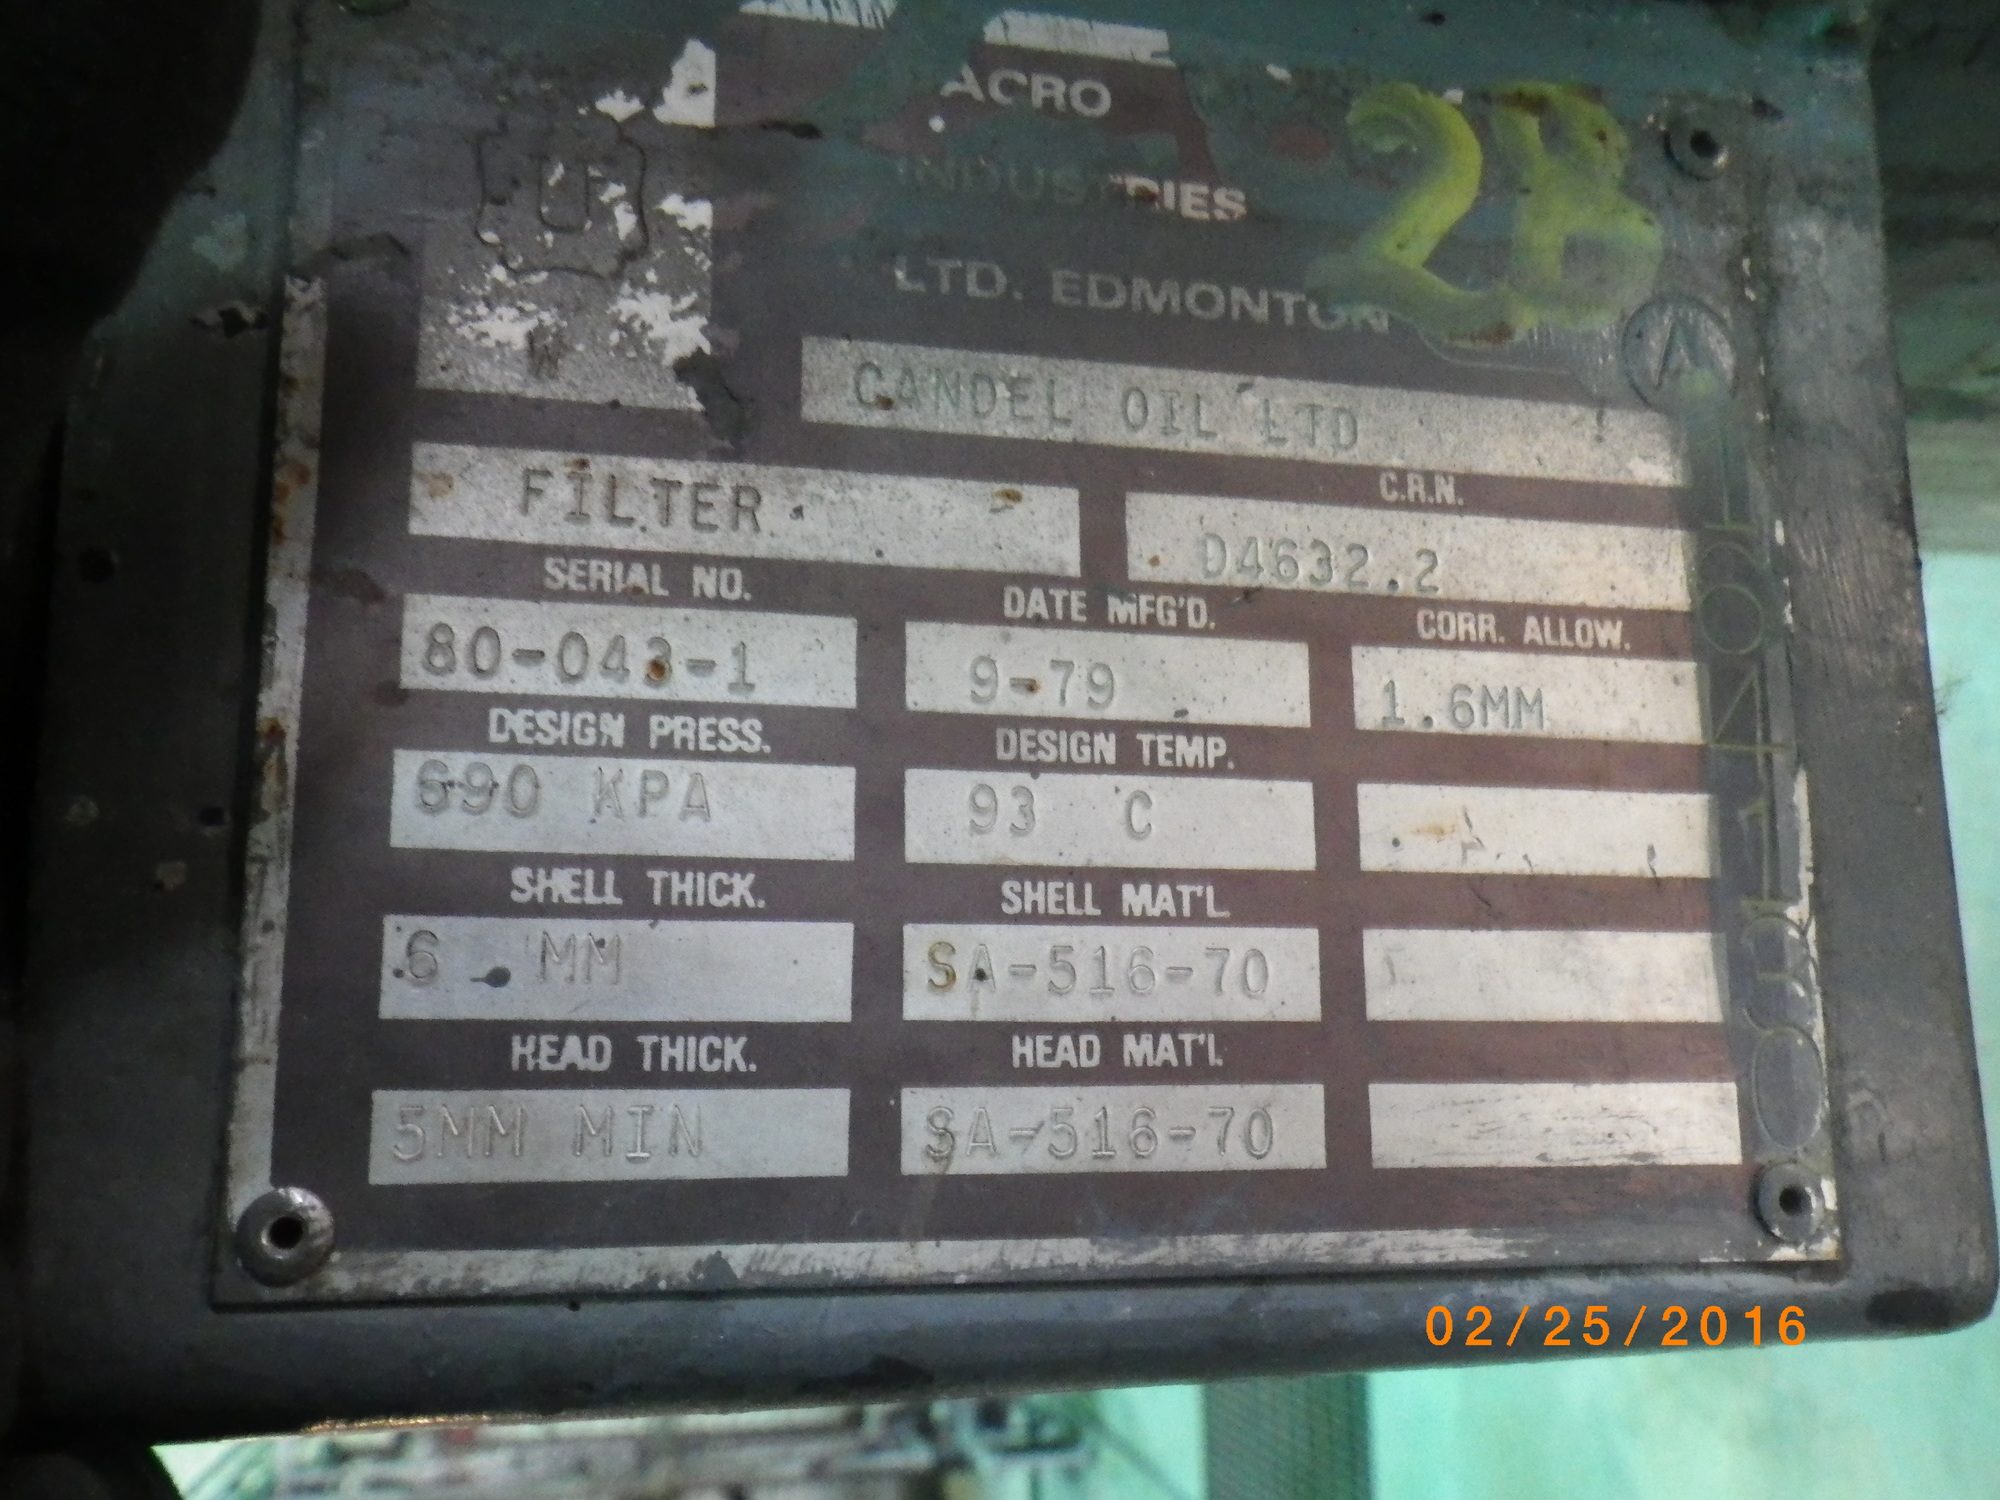 ACRO
2B
INDUSTRIES
LTD. EDMONTON
U
W
CANDEL OIL LTD
FILTER
C.R.N.
D4632.2
SERIAL NO.
DATE MFG'D.
CORR. ALLOW.
80-043-1
9-79
1.6MM
DESIGN PRESS.
DESIGN TEMP.
690 KPA
93 C
SHELL THICK.
SHELL MAT'L
6 MM
SA-516-70
HEAD THICK.
HEAD MAT'L
5MM MIN
SA-516-70
02/25/2016